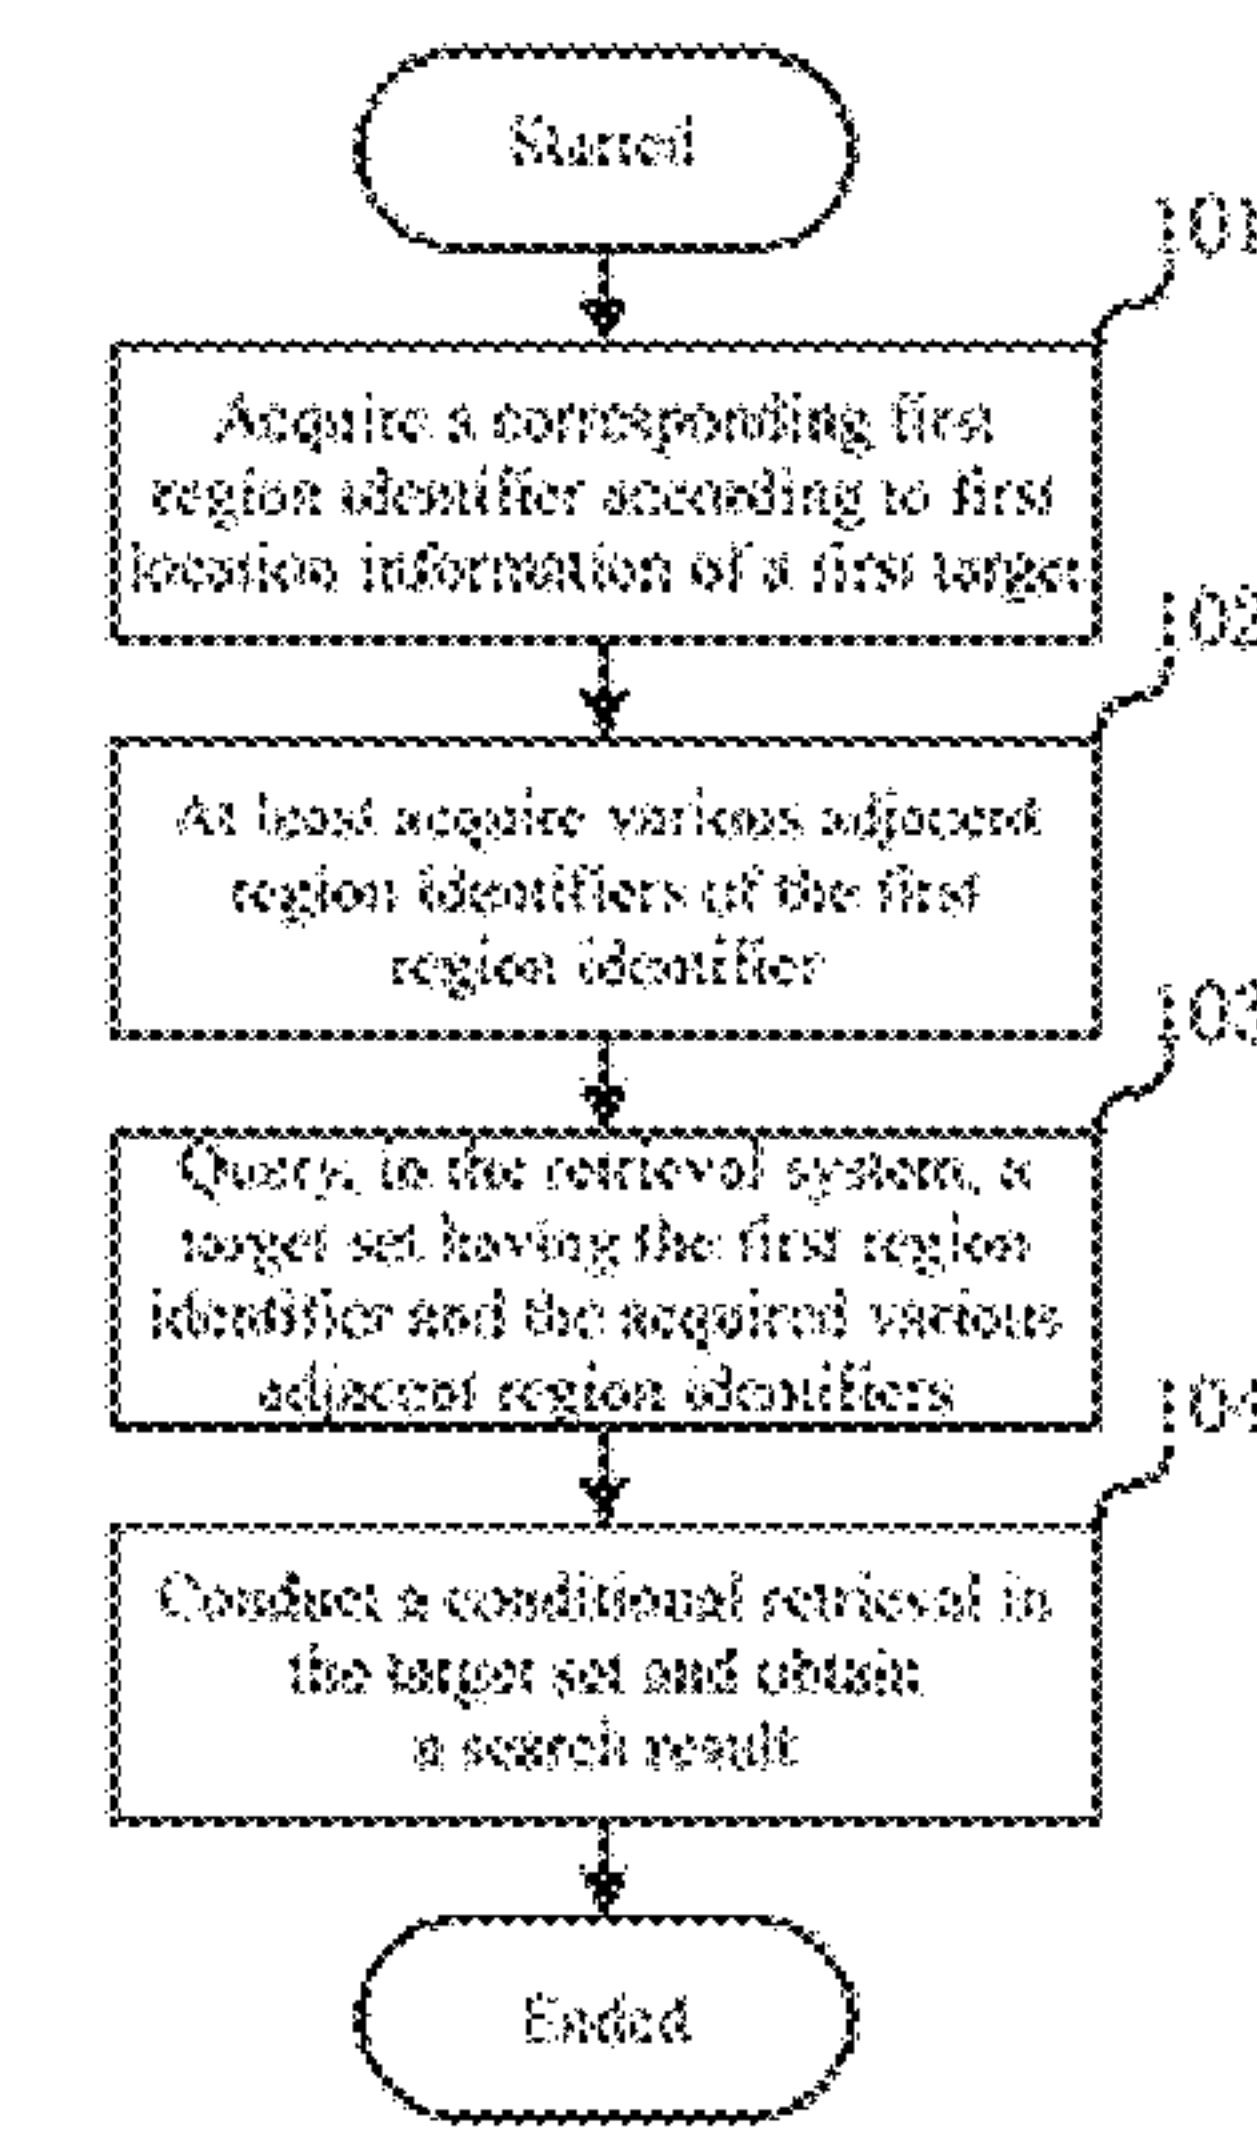 Started
101
Acquire a corresponding first
region identifier according to first
location information of a first target
102
At least acquire various adjacent
region identifiers of the first
region identifier
103
Query, in the retrieval system, a
target set having the first region
identifier and the acquired various
adjacent region identifiers
104
Conduct a conditional retrieval in
the target set and obtain
a search result
Ended